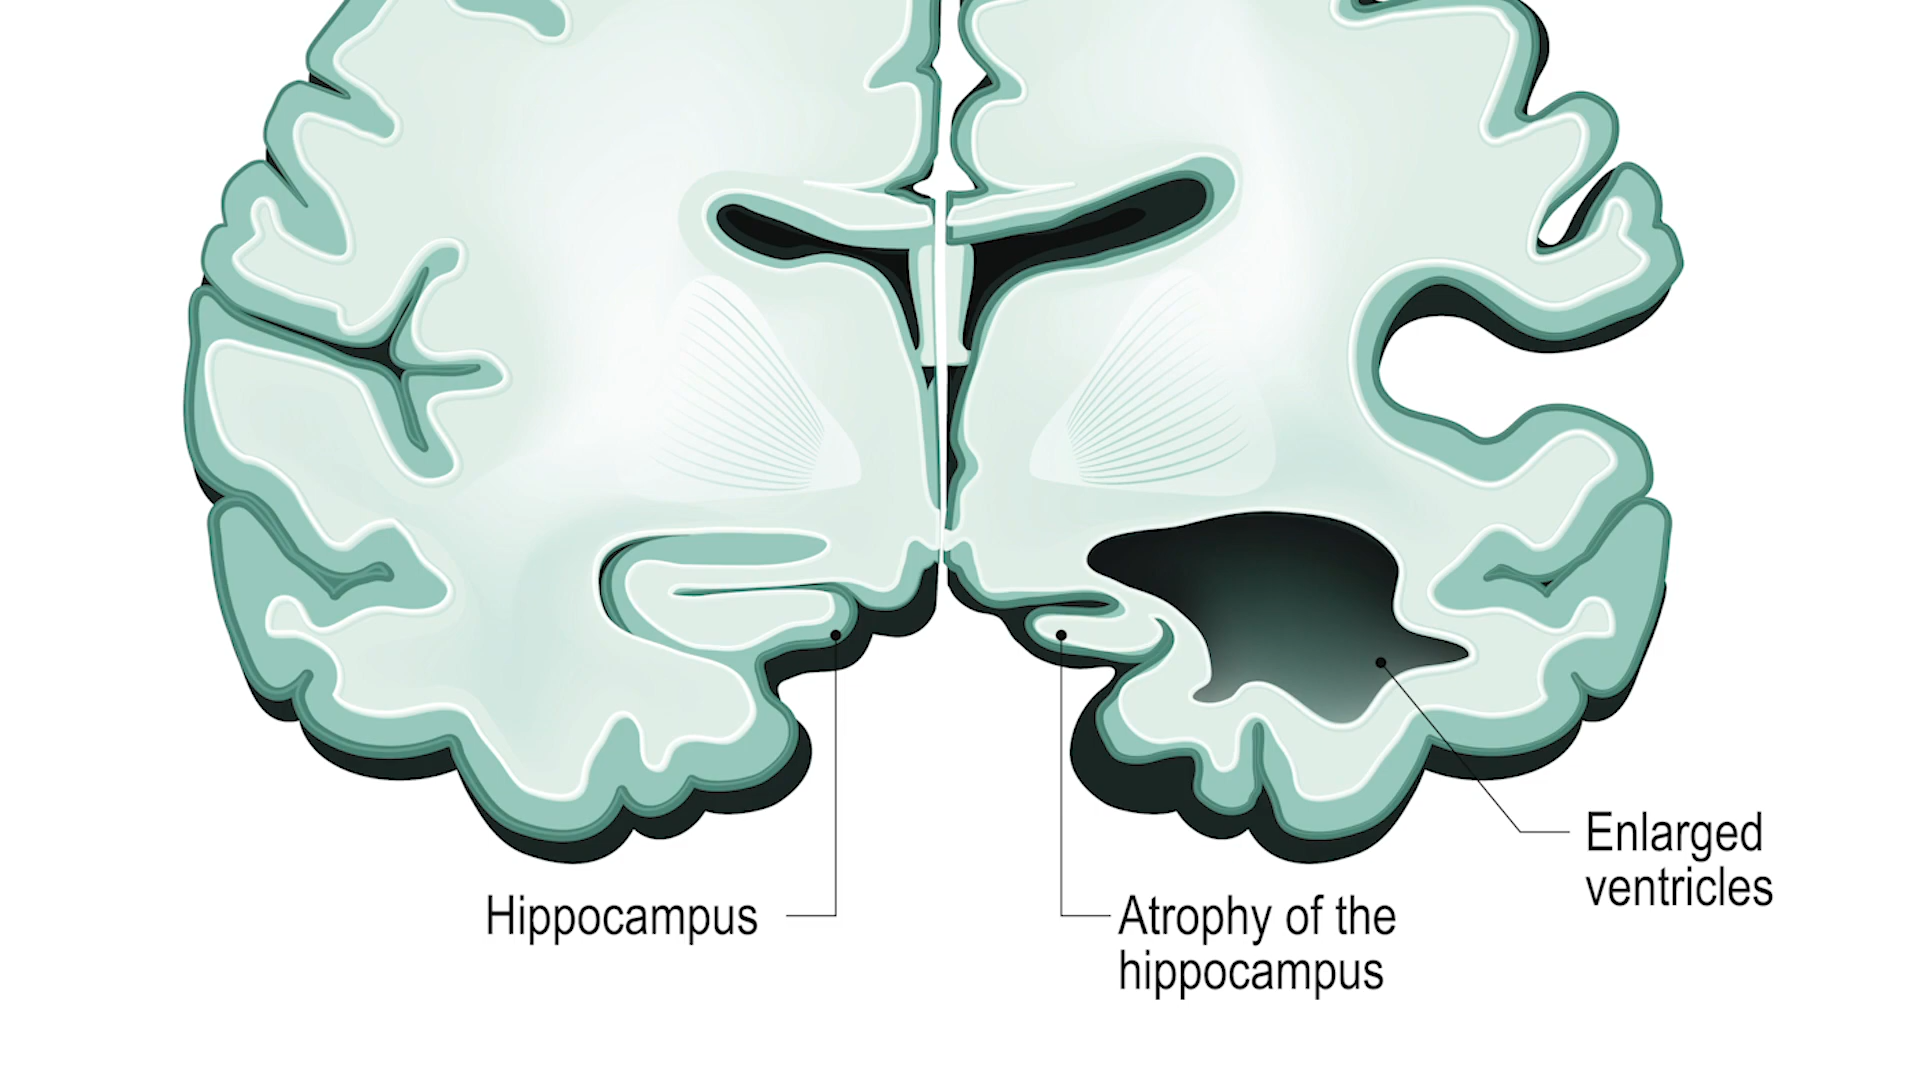 Hippocampus
Atrophy of the
hippocampus
Enlarged
ventricles